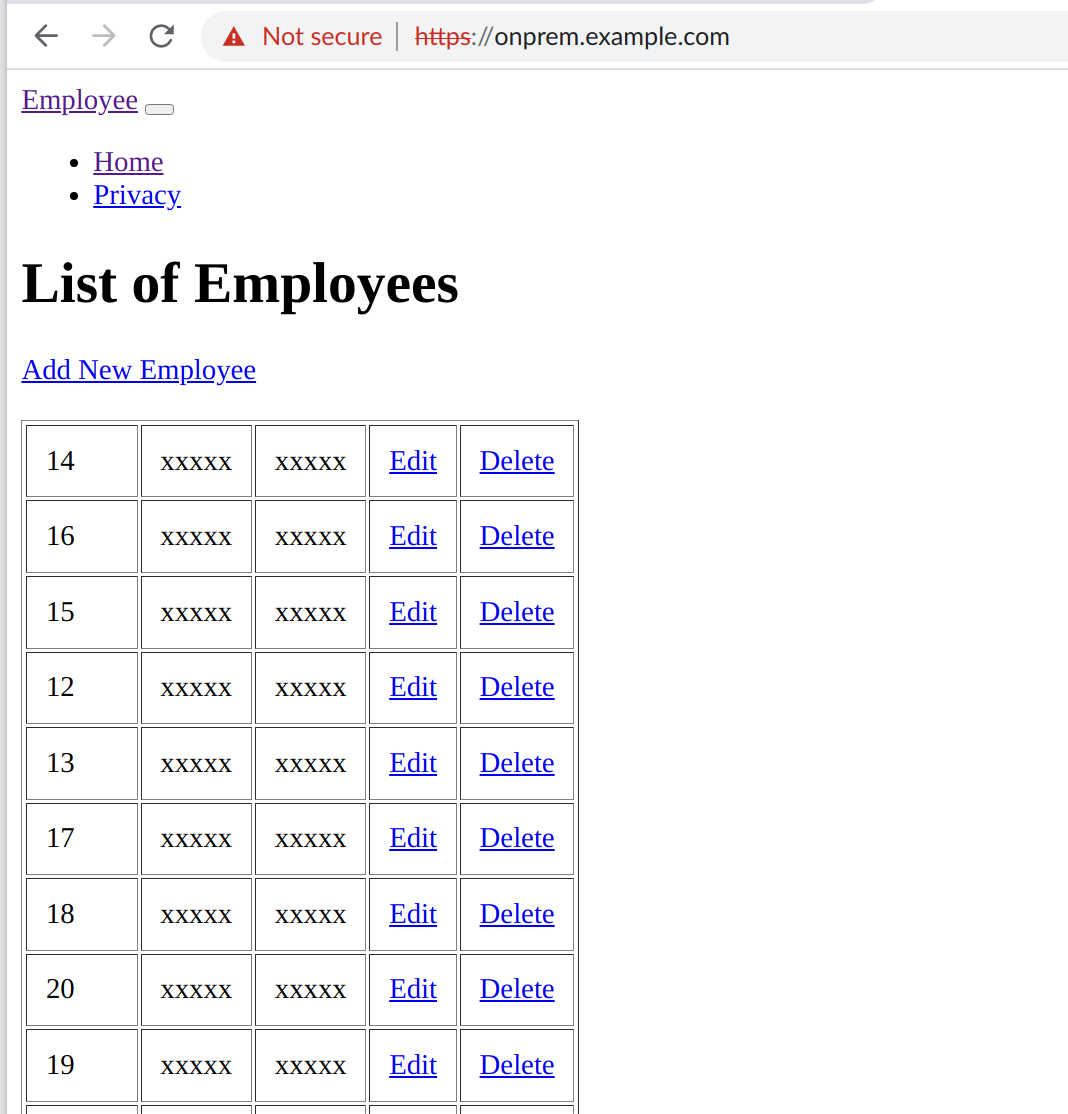 Not secure https://onprem.example.com
Employee
Home
Privacy
List of Employees
Add New Employee
14 xxxxx xxxxx Edit Delete
16 xxxxx xxxxx Edit Delete
15 xxxxx xxxxx Edit Delete
12 xxxxx xxxxx Edit Delete
13 xxxxx xxxxx Edit Delete
17 xxxxx xxxxx Edit Delete
18 xxxxx xxxxx Edit Delete
20 xxxxx xxxxx Edit Delete
19 xxxxx xxxxx Edit Delete